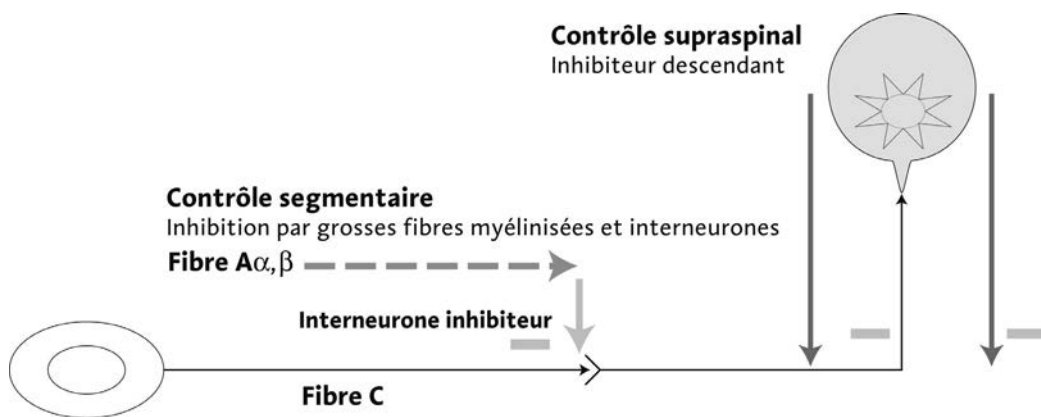 Contrôle supraspinal
Inhibiteur descendant
Contrôle segmentaire
Inhibition par grosses fibres myélinisées et interneurones
Fibre Aα,β
Interneurone inhibiteur
Fibre C